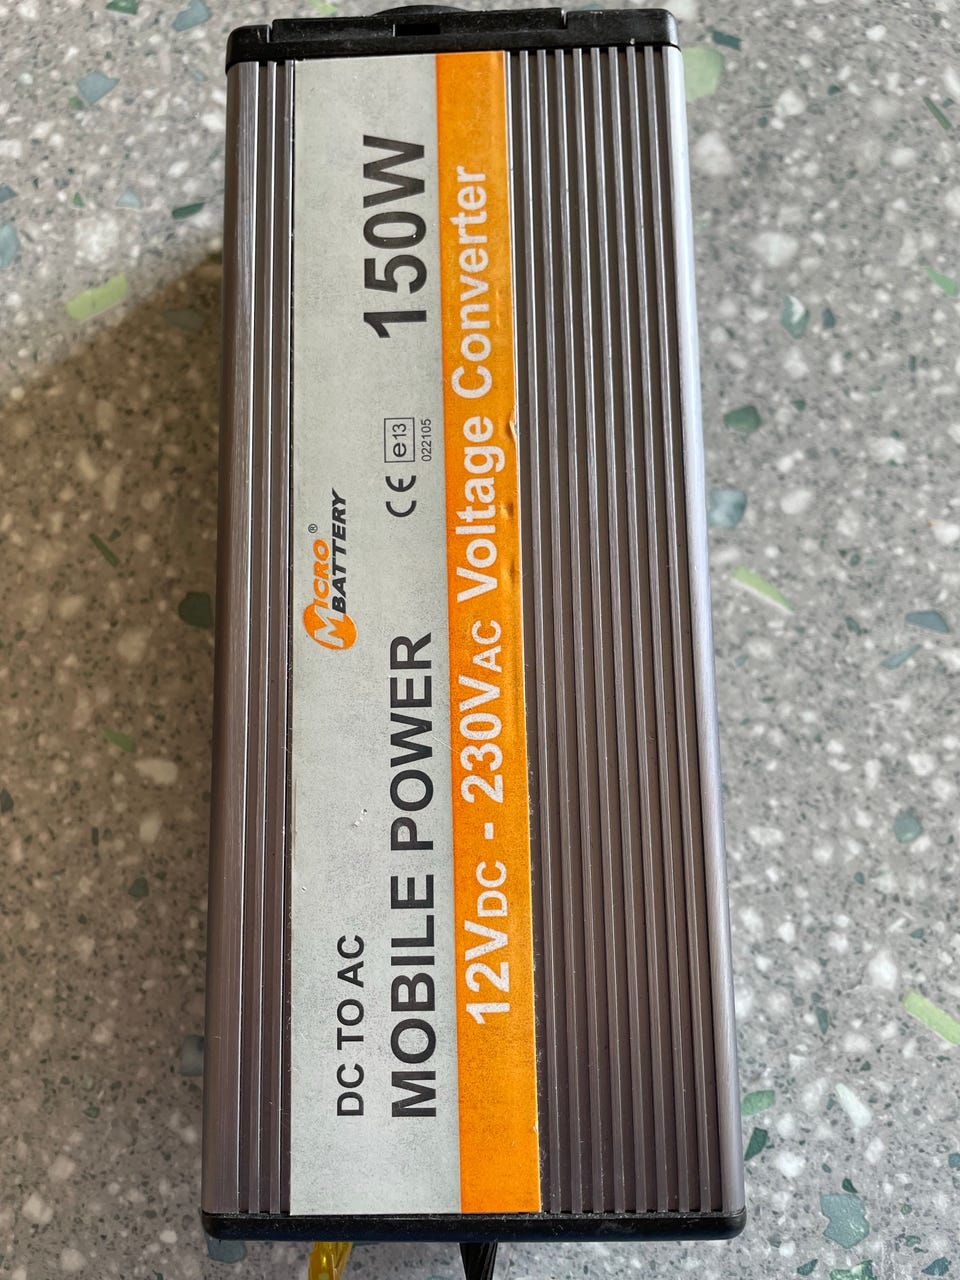 DC TO AC
MOBILE POWER
MICRO®
BATTERY
CE e13
022105
150W
12VDC - 230VAC Voltage Converter